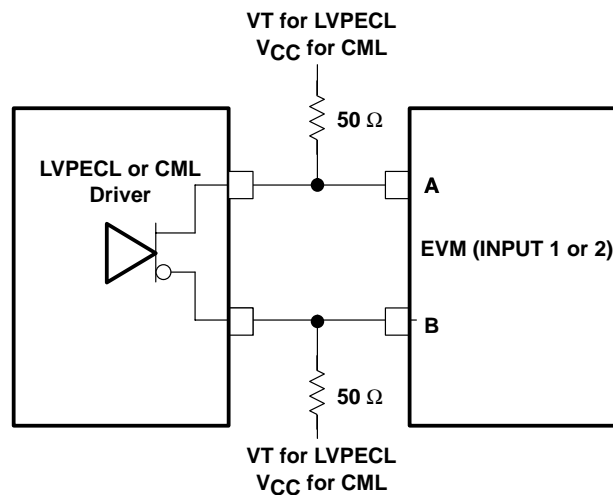 VT for LVPECL
VCC for CML
50 Ω
LVPECL or CML
Driver
A
EVM (INPUT 1 or 2)
B
50 Ω
VT for LVPECL
VCC for CML